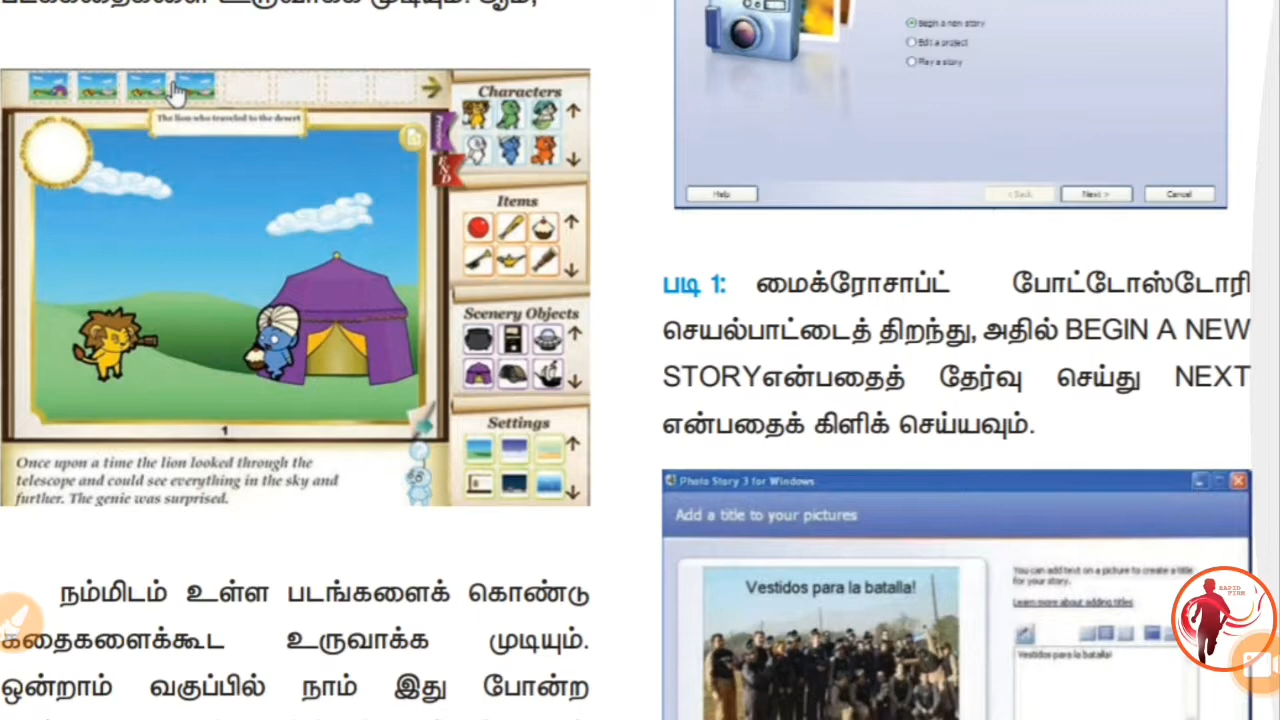 The lion who traveled to the desert
END
1
Once upon a time the lion looked through the
telescope and could see everything in the sky and
further. The genie was surprised.
Characters
Items
Scenery Objects
Settings
நம்மிடம் உள்ள படங்களைக் கொண்டு
கதைகளைக்கூட உருவாக்க முடியும்.
ஒன்றாம் வகுப்பில் நாம் இது போன்ற
Begin a new story
Edit a project
Play a story
Help
< Back
Next >
Cancel
படி 1: மைக்ரோசாப்ட் போட்டோஸ்டோரி
செயல்பாட்டைத் திறந்து, அதில் BEGIN A NEW
STORYஎன்பதைத் தேர்வு செய்து NEXT
என்பதைக் கிளிக் செய்யவும்.
Photo Story 3 for Windows
Add a title to your pictures
Vestidos para la batalla!
You can add text on a picture to create a title
for your story.
Learn more about adding titles
Vestidos para la batalla!
RAPID
FIRE